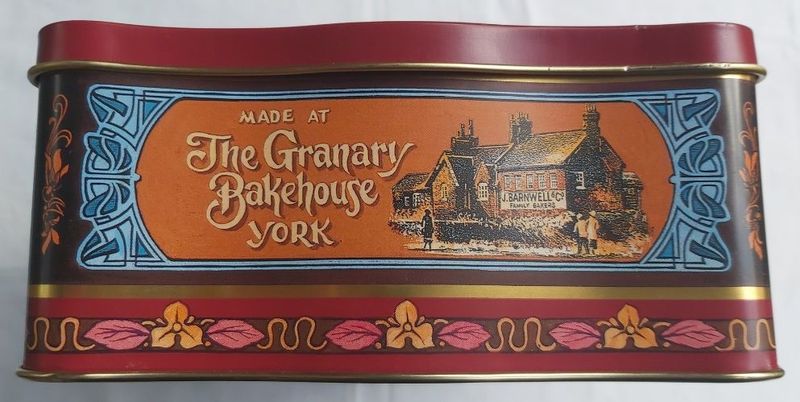 MADE AT
The Granary
Bakehouse
YORK
J. BARNWELL & Co
FAMILY BAKERS